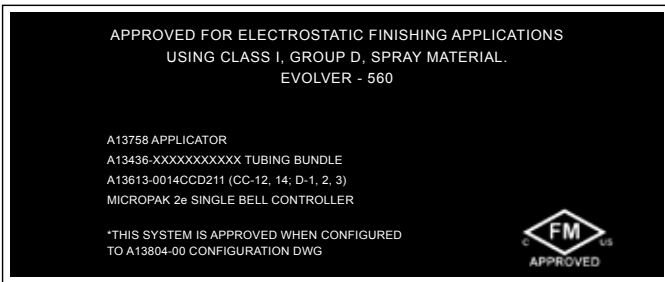 APPROVED FOR ELECTROSTATIC FINISHING APPLICATIONS
USING CLASS I, GROUP D, SPRAY MATERIAL.
EVOLVER - 560
A13758 APPLICATOR
A13436-XXXXXXXXXXX TUBING BUNDLE
A13613-0014CCD211 (CC-12, 14; D-1, 2, 3)
MICROPAK 2e SINGLE BELL CONTROLLER
*THIS SYSTEM IS APPROVED WHEN CONFIGURED
TO A13804-00 CONFIGURATION DWG
FM
C US
APPROVED